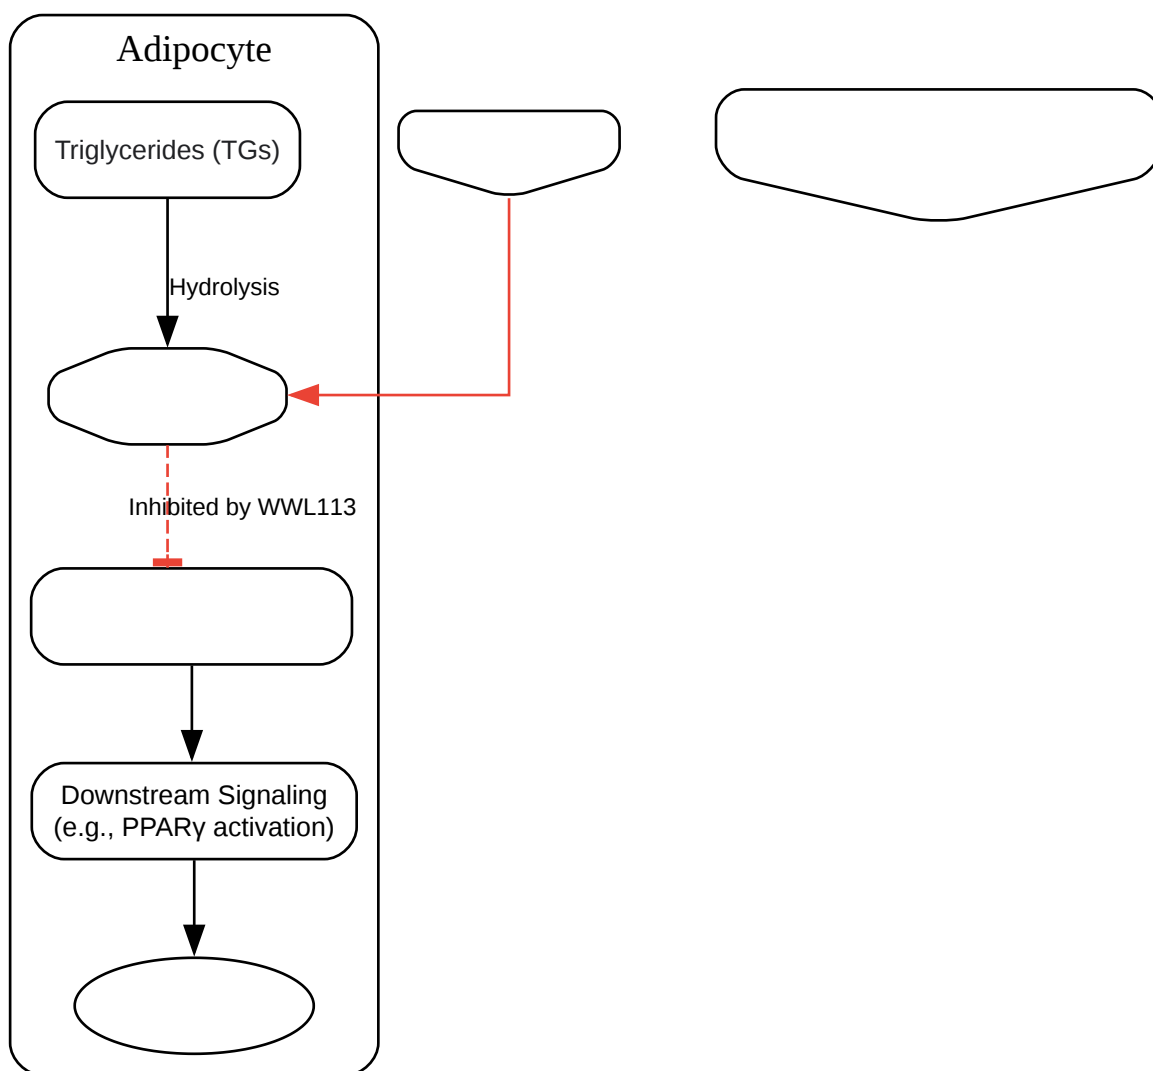 Adipocyte
Triglycerides (TGs)
Hydrolysis
Inhibited by WWL113
Downstream Signaling
(e.g., PPARγ activation)